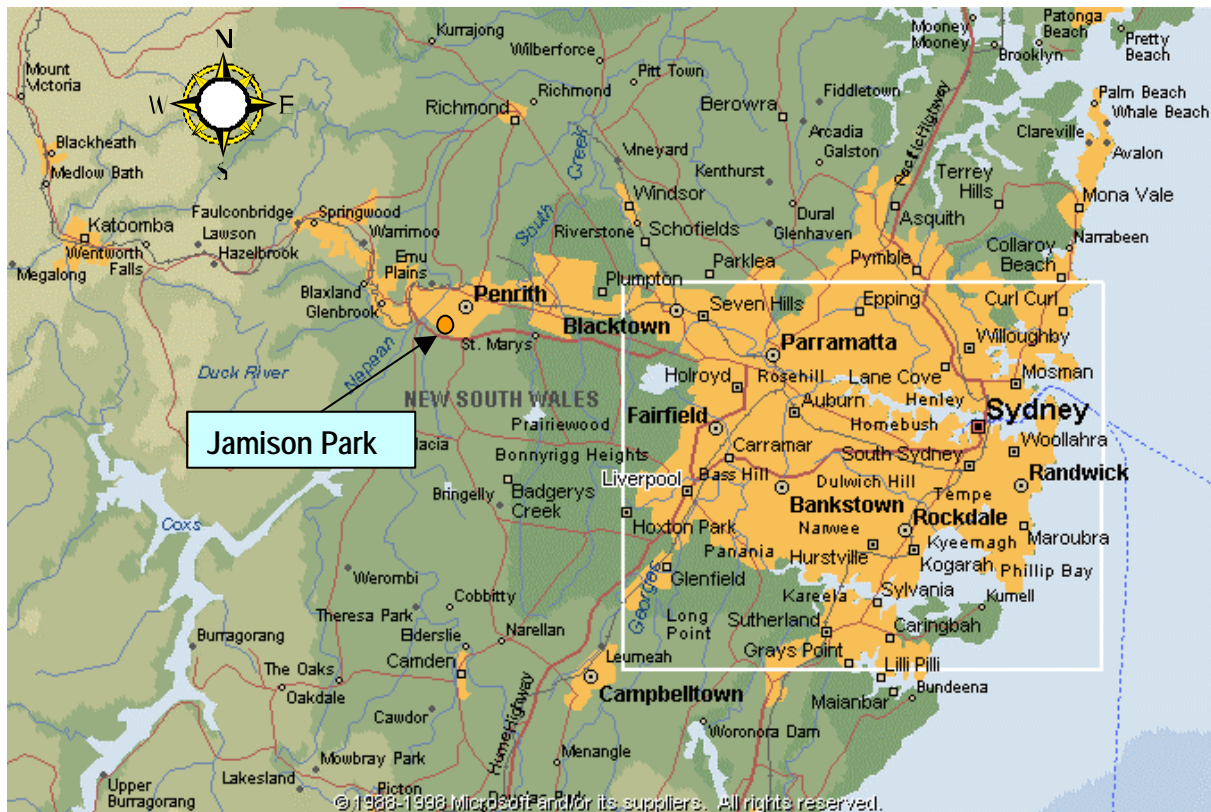 Mooney
Mooney
Patonga
Beach
Pretty
Beach
Brooklyn
Kurrajong
Wilberforce
Pitt Town
Mount
Victoria
N
W
E
S
Richmond
Richmond
Berowra
Fiddletown
Palm Beach
Whale Beach
Clareville
Avalon
Arcadia
Galston
Pacific Highway
Creek
South
Blackheath
Medlow Bath
Vineyard
Kenthurst
Terrey
Hills
Windsor
Mona Vale
Katoomba
Faulconbridge
Springwood
Dural
Glenhaven
Asquith
Wentworth
Falls
Lawson
Hazelbrook
Warrimoo
Riverstone
Schofields
Narrabeen
Collaroy
Beach
Megalong
Emu
Plains
Parklea
Pymble
Blaxland
Glenbrook
Penrith
Plumpton
Seven Hills
Epping
Curl Curl
Blacktown
St. Marys
Parramatta
Willoughby
Nepean
Duck River
Holroyd
Rosehill
Lane Cove
Mosman
NEW SOUTH WALES
Auburn
Henley
Sydney
Jamison Park
Prairiewood
Fairfield
Homebush
Woollahra
Bonnyrigg Heights
Carramar
South Sydney
Liverpool
Bass Hill
Dulwich Hill
Randwick
Bringelly
Badgerys
Creek
Bankstown
Tempe
Coxs
Hoxton Park
Narwee
Rockdale
Panania
Hurstville
Kyeemagh
Maroubra
Kogarah
Phillip Bay
Werombi
Glenfield
Georges
Kareela
Sylvania
Kurnell
Theresa Park
Cobbitty
Long
Point
Sutherland
Caringbah
Burragorang
Elderslie
Narellan
Grays Point
The Oaks
Camden
Leumeah
Lilli Pilli
Oakdale
Campbelltown
Bundeena
Maianbar
Cawdor
Hume Highway
Woronora Dam
Menangle
Mowbray Park
Upper
Burragorang
Lakesland
Picton
Douglas Park
© 1988-1998 Microsoft and/or its suppliers. All rights reserved.